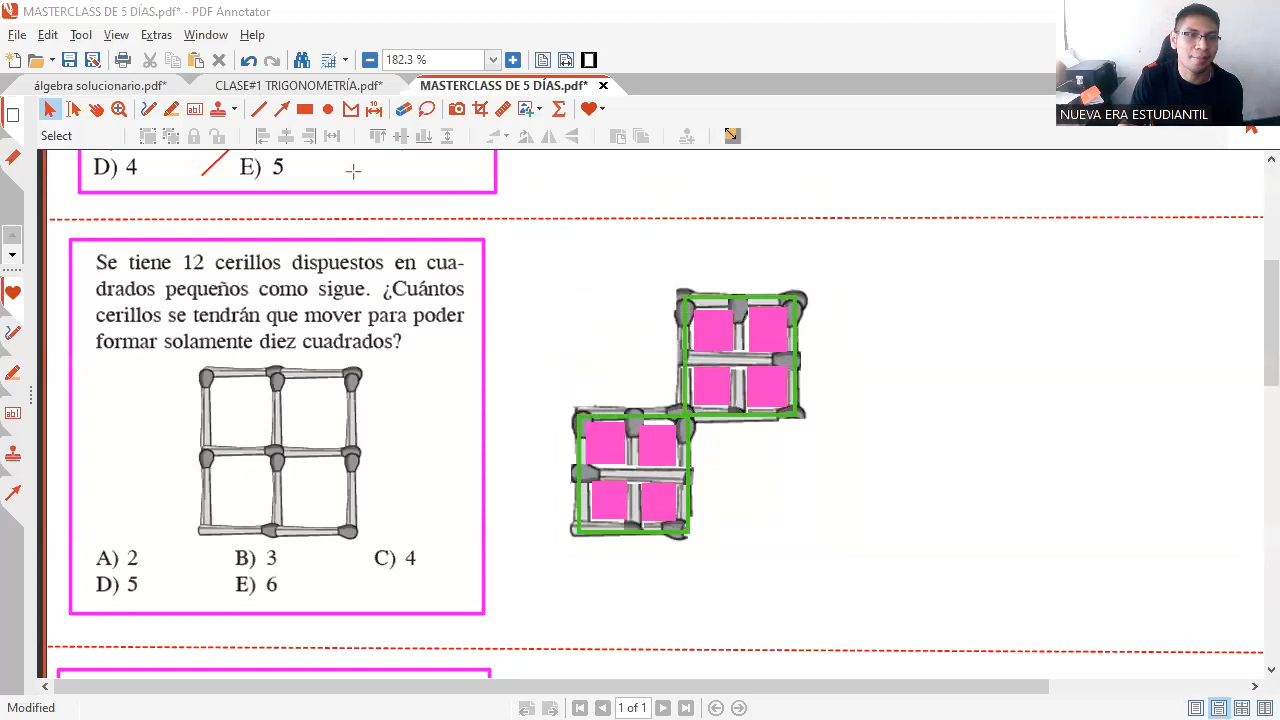 MASTERCLASS DE 5 DÍAS.pdf* - PDF Annotator
File Edit Tool View Extras Window Help
182.3 %
álgebra solucionario.pdf* CLASE#1 TRIGONOMETRÍA.pdf MASTERCLASS DE 5 DÍAS.pdf*
NUEVA ERA ESTUDIANTIL
Select
D) 4 E) 5
Se tiene 12 cerillos dispuestos en cua-
drados pequeños como sigue. ¿Cuántos
cerillos se tendrán que mover para poder
formar solamente diez cuadrados?
A) 2 B) 3 C) 4
D) 5 E) 6
Modified
1 of 1